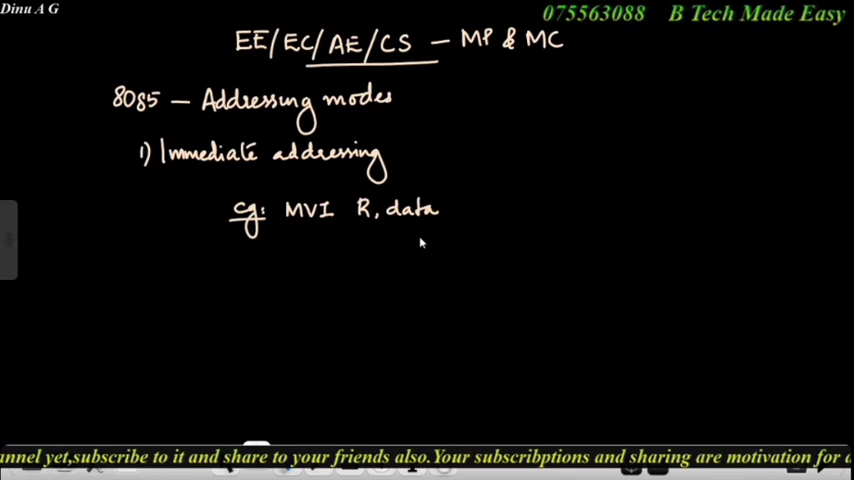 Dinu A G
075563088 B Tech Made Easy
EE/EC/AE/CS — MP & MC
8085 — Addressing modes
1) Immediate addressing
eg: MVI R, data
nnel yet,subscribe to it and share to your friends also.Your subscribptions and sharing are motivation for